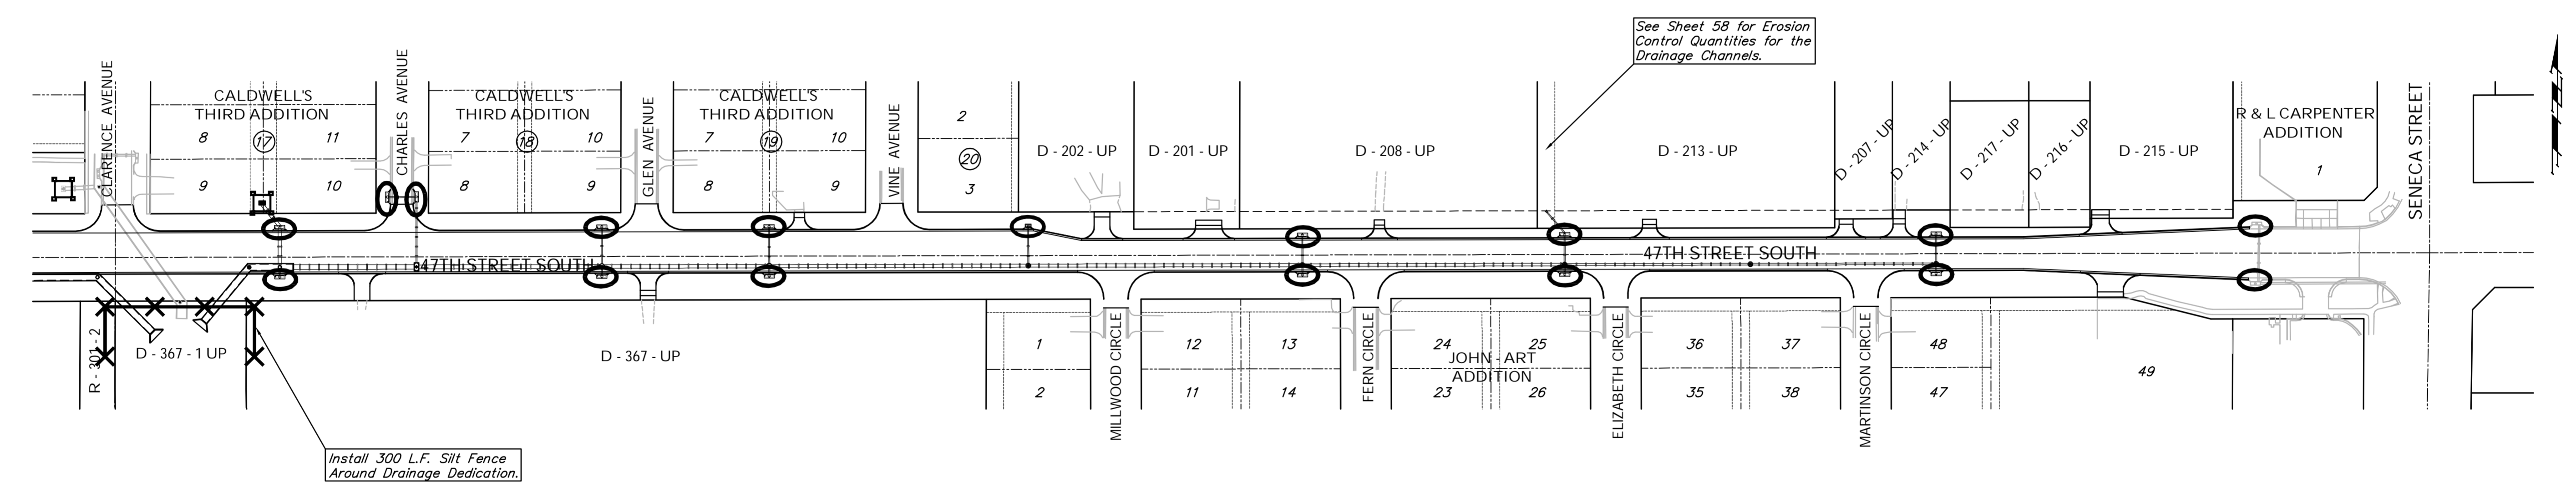 See Sheet 58 for Erosion
Control Quantities for the
Drainage Channels.
CLARENCE AVENUE
CALDWELL'S
THIRD ADDITION
8
17
11
9
10
CHARLES AVENUE
CALDWELL'S
THIRD ADDITION
7
18
10
8
9
GLEN AVENUE
CALDWELL'S
THIRD ADDITION
7
19
10
8
9
VINE AVENUE
2
20
3
D - 202 - UP
D - 201 - UP
D - 208 - UP
D - 213 - UP
D - 207 - UP
D - 214 - UP
D - 217 - UP
D - 216 - UP
D - 215 - UP
R & L CARPENTER
ADDITION
1
SENECA STREET
47TH STREET SOUTH
47TH STREET SOUTH
R - 301 - 2
D - 367 - 1 UP
D - 367 - UP
1
2
MILLWOOD CIRCLE
12
13
11
14
FERN CIRCLE
24
25
JOHN - ART
ADDITION
23
26
ELIZABETH CIRCLE
36
37
35
38
MARTINSON CIRCLE
48
47
49
Install 300 L.F. Silt Fence
Around Drainage Dedication.